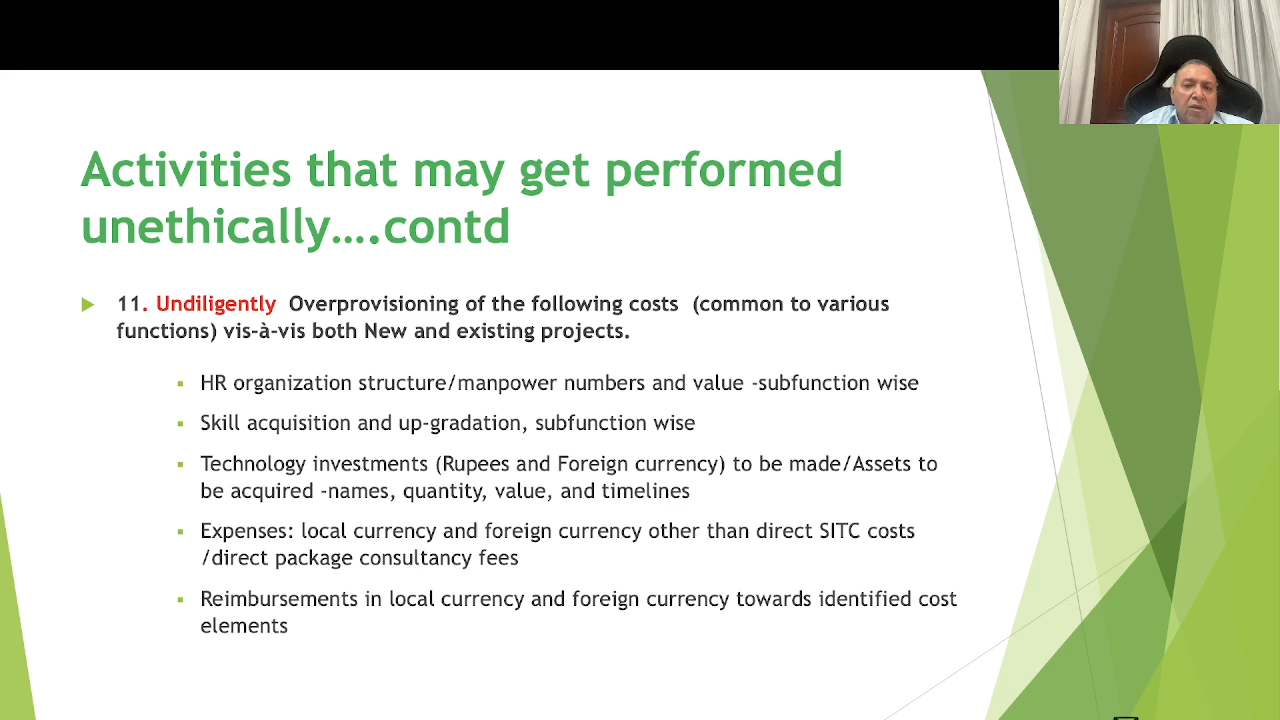 Activities that may get performed
unethically....contd
11. Undiligently Overprovisioning of the following costs (common to various
functions) vis-à-vis both New and existing projects.
HR organization structure/manpower numbers and value -subfunction wise
Skill acquisition and up-gradation, subfunction wise
Technology investments (Rupees and Foreign currency) to be made/Assets to
be acquired -names, quantity, value, and timelines
Expenses: local currency and foreign currency other than direct SITC costs
/direct package consultancy fees
Reimbursements in local currency and foreign currency towards identified cost
elements